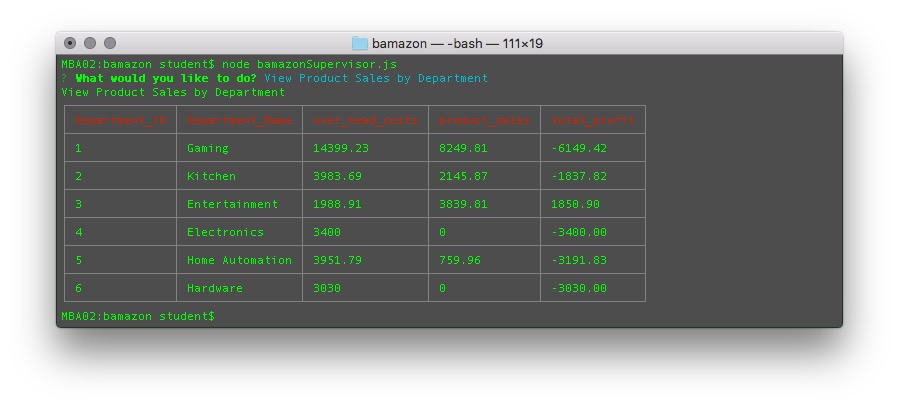 bamazon — -bash — 111×19
MBA02:bamazon student$ node bamazonSupervisor.js
? What would you like to do? View Product Sales by Department
View Product Sales by Department
Department_ID Department_Name over_head_costs product_sales total_profit
1 Gaming 14399.23 8249.81 -6149.42
2 Kitchen 3983.69 2145.87 -1837.82
3 Entertainment 1988.91 3839.81 1850.90
4 Electronics 3400 0 -3400.00
5 Home Automation 3951.79 759.96 -3191.83
6 Hardware 3030 0 -3030.00
MBA02:bamazon student$